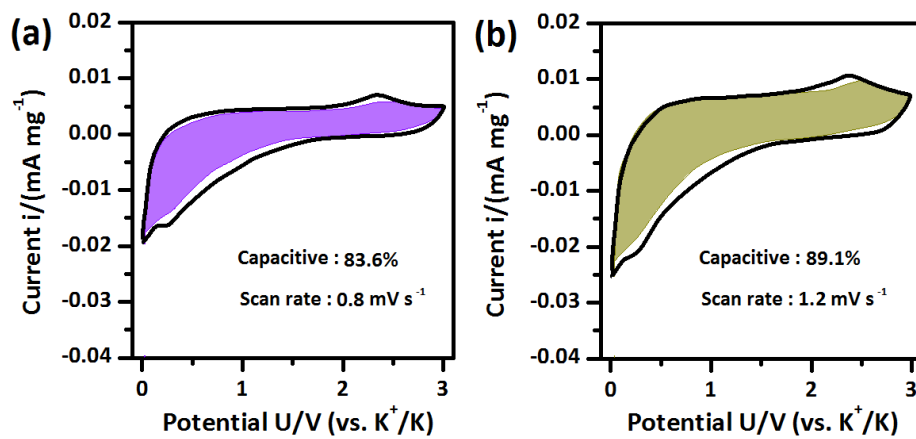 (a)
0.02
0.01
0.00
-0.01
-0.02
-0.03
-0.04
Current i/(mA mg⁻¹)
Capacitive : 83.6%
Scan rate : 0.8 mV s⁻¹
0 1 2 3
Potential U/V (vs. K⁺/K)
(b)
0.02
0.01
0.00
-0.01
-0.02
-0.03
-0.04
Current i/(mA mg⁻¹)
Capacitive : 89.1%
Scan rate : 1.2 mV s⁻¹
0 1 2 3
Potential U/V (vs. K⁺/K)